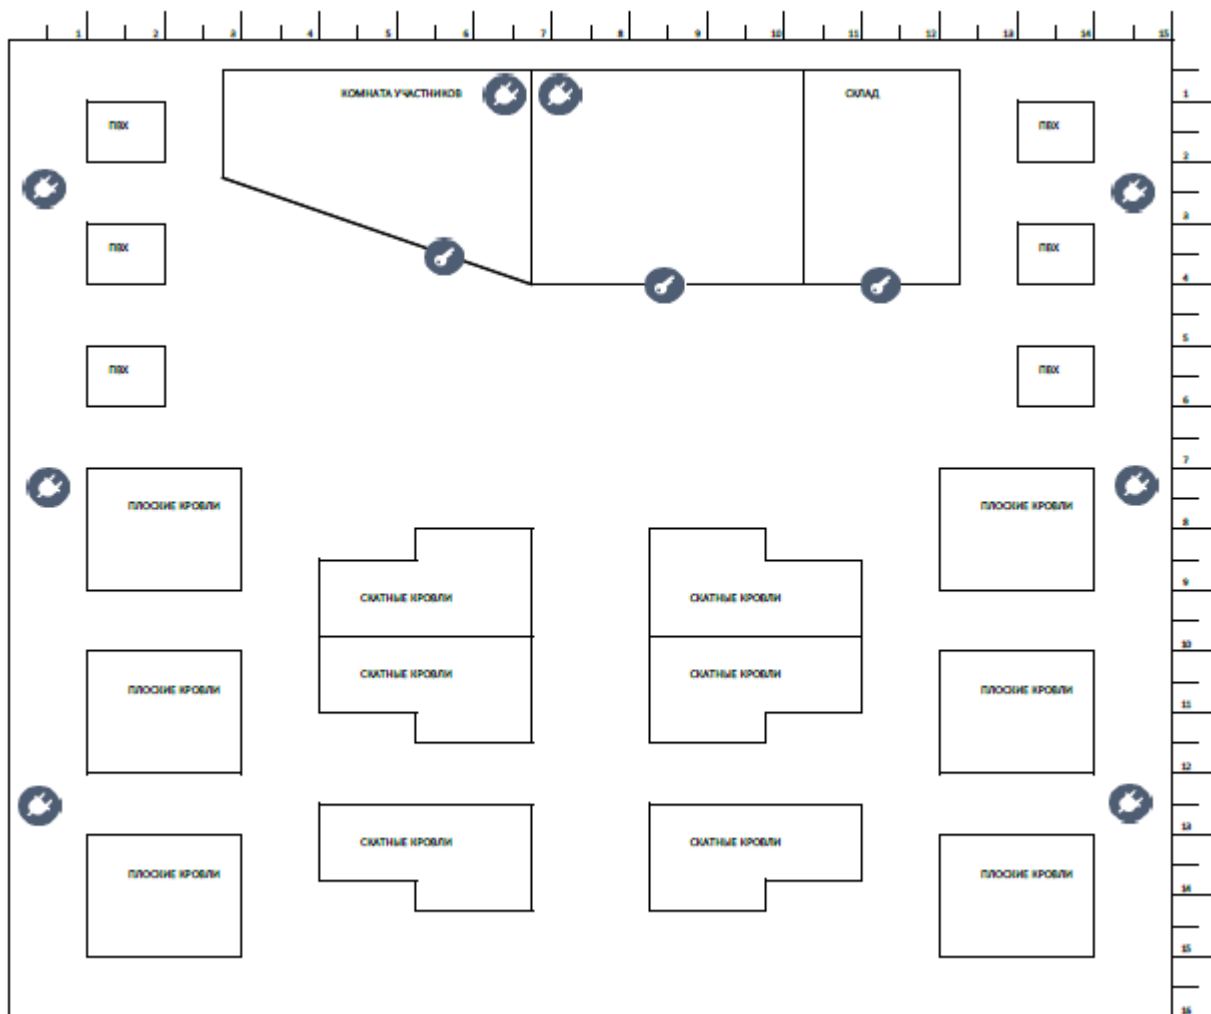 1 2 3 4 5 6 7 8 9 10 11 12 13 14 15
КОМНАТА УЧАСТНИКОВ
СКЛАД
1
ПВХ
ПВХ
2
3
ПВХ
ПВХ
4
5
ПВХ
ПВХ
6
7
ПЛОСКИЕ КРОВЛИ
ПЛОСКИЕ КРОВЛИ
8
9
СКАТНЫЕ КРОВЛИ
СКАТНЫЕ КРОВЛИ
10
СКАТНЫЕ КРОВЛИ
СКАТНЫЕ КРОВЛИ
ПЛОСКИЕ КРОВЛИ
ПЛОСКИЕ КРОВЛИ
11
12
13
СКАТНЫЕ КРОВЛИ
СКАТНЫЕ КРОВЛИ
ПЛОСКИЕ КРОВЛИ
ПЛОСКИЕ КРОВЛИ
14
15
16